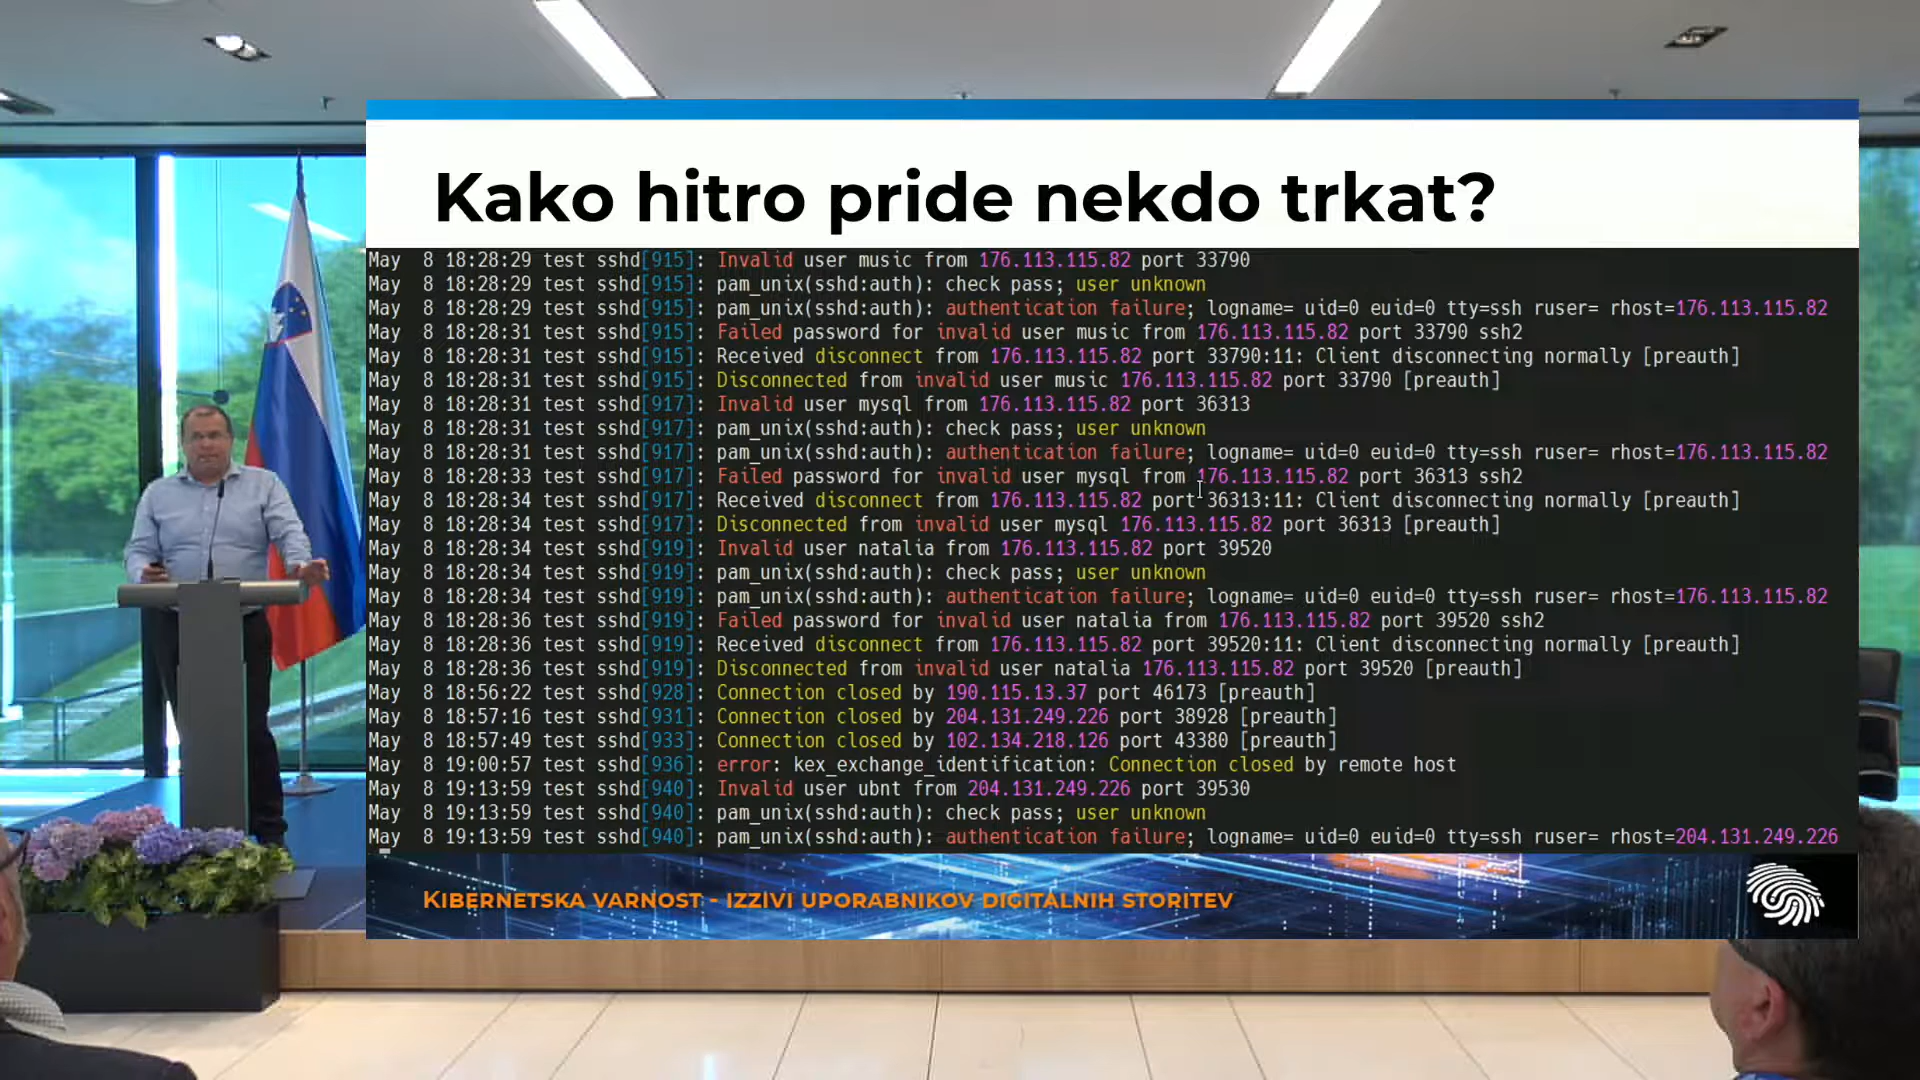 Kako hitro pride nekdo trkat?
May  8 18:28:29 test sshd[915]: Invalid user music from 176.113.115.82 port 33790
May  8 18:28:29 test sshd[915]: pam_unix(sshd:auth): check pass; user unknown
May  8 18:28:29 test sshd[915]: pam_unix(sshd:auth): authentication failure; logname= uid=0 euid=0 tty=ssh ruser= rhost=176.113.115.82
May  8 18:28:31 test sshd[915]: Failed password for invalid user music from 176.113.115.82 port 33790 ssh2
May  8 18:28:31 test sshd[915]: Received disconnect from 176.113.115.82 port 33790:11: Client disconnecting normally [preauth]
May  8 18:28:31 test sshd[915]: Disconnected from invalid user music 176.113.115.82 port 33790 [preauth]
May  8 18:28:31 test sshd[917]: Invalid user mysql from 176.113.115.82 port 36313
May  8 18:28:31 test sshd[917]: pam_unix(sshd:auth): check pass; user unknown
May  8 18:28:31 test sshd[917]: pam_unix(sshd:auth): authentication failure; logname= uid=0 euid=0 tty=ssh ruser= rhost=176.113.115.82
May  8 18:28:33 test sshd[917]: Failed password for invalid user mysql from 176.113.115.82 port 36313 ssh2
May  8 18:28:34 test sshd[917]: Received disconnect from 176.113.115.82 port 36313:11: Client disconnecting normally [preauth]
May  8 18:28:34 test sshd[917]: Disconnected from invalid user mysql 176.113.115.82 port 36313 [preauth]
May  8 18:28:34 test sshd[919]: Invalid user natalia from 176.113.115.82 port 39520
May  8 18:28:34 test sshd[919]: pam_unix(sshd:auth): check pass; user unknown
May  8 18:28:34 test sshd[919]: pam_unix(sshd:auth): authentication failure; logname= uid=0 euid=0 tty=ssh ruser= rhost=176.113.115.82
May  8 18:28:36 test sshd[919]: Failed password for invalid user natalia from 176.113.115.82 port 39520 ssh2
May  8 18:28:36 test sshd[919]: Received disconnect from 176.113.115.82 port 39520:11: Client disconnecting normally [preauth]
May  8 18:28:36 test sshd[919]: Disconnected from invalid user natalia 176.113.115.82 port 39520 [preauth]
May  8 18:56:22 test sshd[928]: Connection closed by 190.115.13.37 port 46173 [preauth]
May  8 18:57:16 test sshd[931]: Connection closed by 204.131.249.226 port 38928 [preauth]
May  8 18:57:49 test sshd[933]: Connection closed by 102.134.218.126 port 43380 [preauth]
May  8 19:00:57 test sshd[936]: error: kex_exchange_identification: Connection closed by remote host
May  8 19:13:59 test sshd[940]: Invalid user ubnt from 204.131.249.226 port 39530
May  8 19:13:59 test sshd[940]: pam_unix(sshd:auth): check pass; user unknown
May  8 19:13:59 test sshd[940]: pam_unix(sshd:auth): authentication failure; logname= uid=0 euid=0 tty=ssh ruser= rhost=204.131.249.226
KIBERNETSKA VARNOST - IZZIVI UPORABNIKOV DIGITALNIH STORITEV